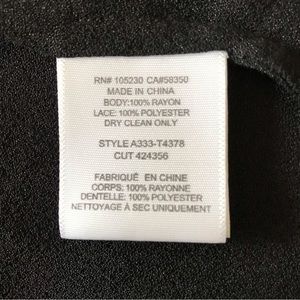 RN# 105230 CA#58350
MADE IN CHINA
BODY:100% RAYON
LACE: 100% POLYESTER
DRY CLEAN ONLY
STYLE A333-T4378
CUT 424356
FABRIQUÉ EN CHINE
CORPS: 100% RAYONNE
DENTELLE: 100% POLYESTER
NETTOYAGE À SEC UNIQUEMENT